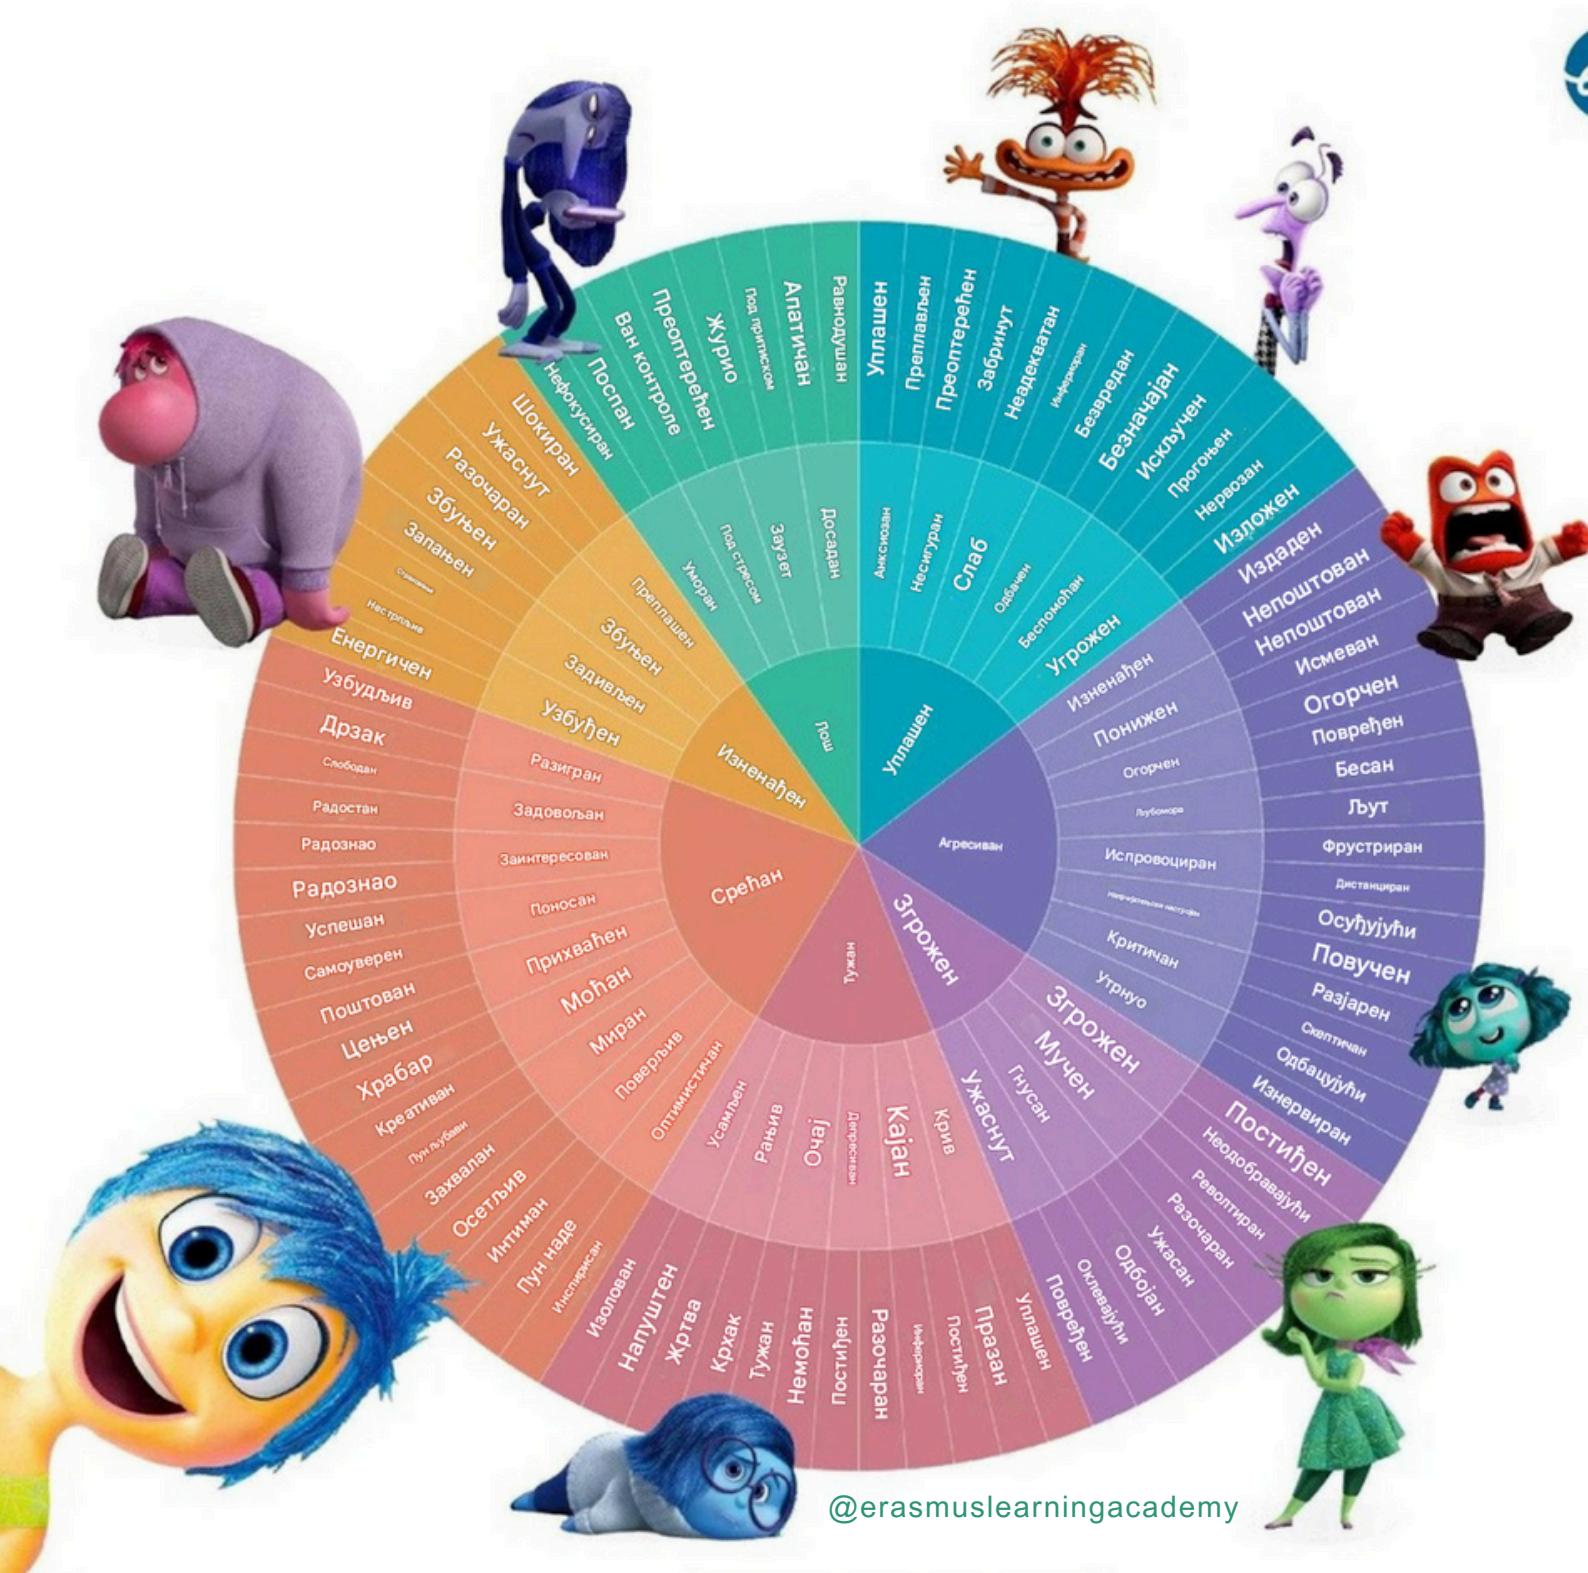 Лош
Уплашен
Агресиван
Згрожен
Тужан
Срећан
Изненађен
Уморан
Под стресом
Заузет
Досадан
Анксиозан
Несигуран
Слаб
Одбачен
Беспомоћан
Угрожен
Изненађен
Понижен
Огорчен
Љубомора
Испровоциран
Критичан
Утрнуо
Згрожен
Мучен
Гнусан
Ужаснут
Крив
Кајан
Депресиван
Очај
Рањив
Усамљен
Оптимистичан
Поверљив
Миран
Моћан
Прихваћен
Поносан
Заинтересован
Задовољан
Разигран
Узбуђен
Задивљен
Збуњен
Преплашен
Нефокусиран
Поспан
Ван контроле
Преоптерећен
Журио
Под притиском
Апатичан
Равнодушан
Уплашен
Преплављен
Преоптерећен
Забринут
Неадекватан
Инфериоран
Безвредан
Безначајан
Искључен
Прогоњен
Нервозан
Изложен
Издаден
Непоштован
Непоштован
Исмеван
Огорчен
Повређен
Бесан
Љут
Фрустриран
Дистанциран
Осуђујући
Повучен
Разјарен
Скептичан
Одбацујући
Изнервиран
Постиђен
Неодобравајући
Револтиран
Разочаран
Ужасан
Одбојан
Оклевајући
Повређен
Уплашен
Празан
Постиђен
Инфериоран
Разочаран
Постиђен
Немоћан
Тужан
Крхак
Жртва
Напуштен
Изолован
Инспирисан
Пун наде
Интиман
Осетљив
Захвалан
Пун љубави
Креативан
Храбар
Цењен
Поштован
Самоуверен
Успешан
Радознао
Радознао
Радостан
Слободан
Дрзак
Узбудљив
Енергичен
Нестрпљив
Запањен
Збуњен
Разочаран
Ужаснут
Шокиран
@erasmuslearningacademy